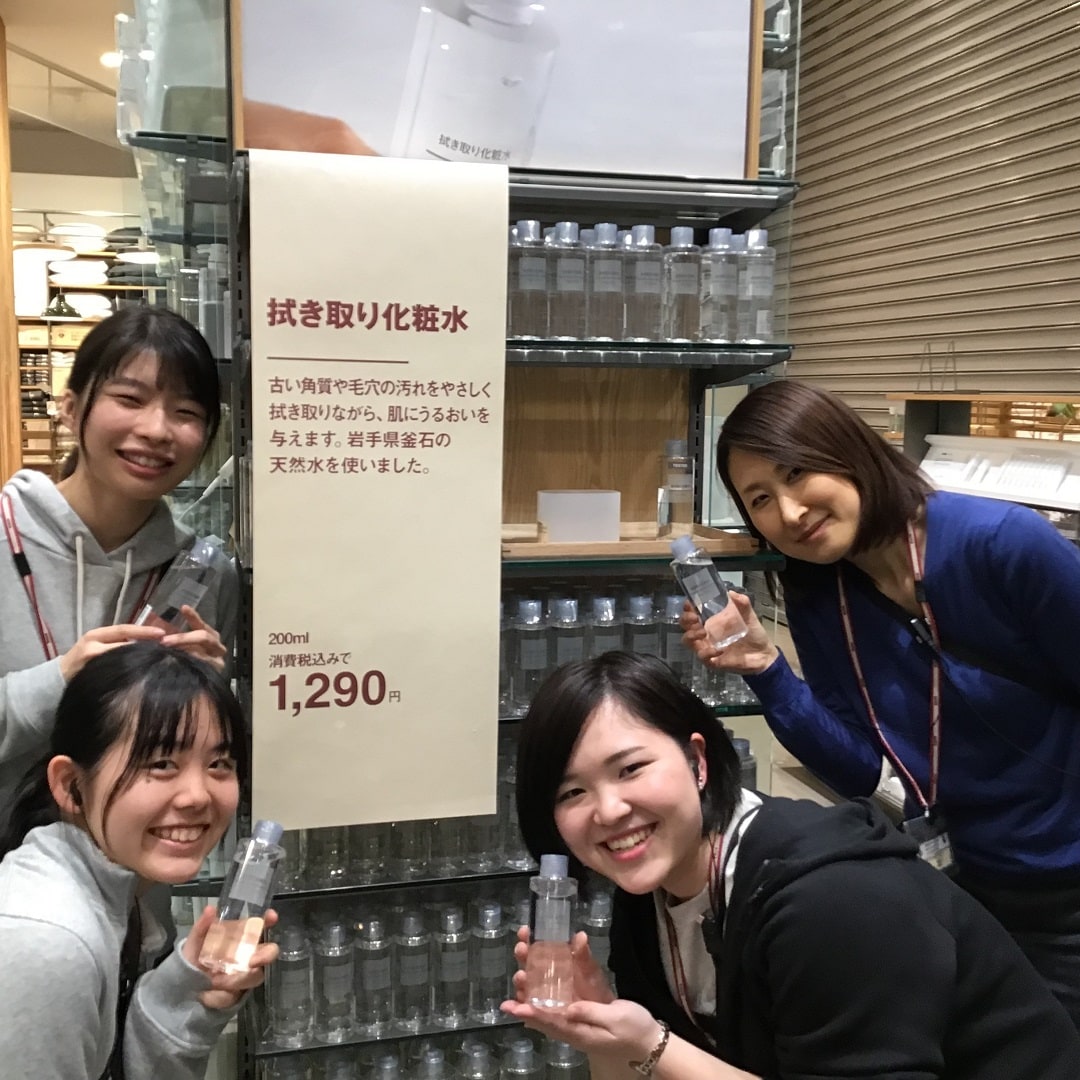 拭き取り化粧水
拭き取り化粧水
古い角質や毛穴の汚れをやさしく
拭き取りながら、肌にうるおいを
与えます。岩手県釜石の
天然水を使いました。
200ml
消費税込みで
1,290円